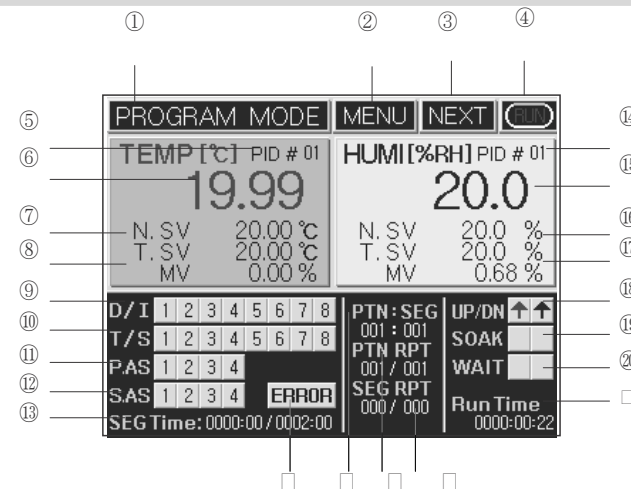 ① ② ③ ④
PROGRAM MODE MENU NEXT RUN
⑤ ⑥ ⑦ ⑧ ⑨ ⑩ ⑪ ⑫ ⑬
TEMP [℃] PID # 01
19.99
N. SV 20.00 ℃
T. SV 20.00 ℃
MV 0.00 %
HUMI [%RH] PID # 01
20.0
N. SV 20.0 %
T. SV 20.0 %
MV 0.68 %
⑭ ⑮ ⑯ ⑰ ⑱ ⑲ ⑳
D/I 1 2 3 4 5 6 7 8
T/S 1 2 3 4 5 6 7 8
P.AS 1 2 3 4
S.AS 1 2 3 4 ERROR
SEG Time: 0000:00 / 0002:00
PTN : SEG
001 : 001
PTN RPT
001 / 001
SEG RPT
000 / 000
UP/DN ↑ ↑
SOAK
WAIT
Run Time
0000:00:22